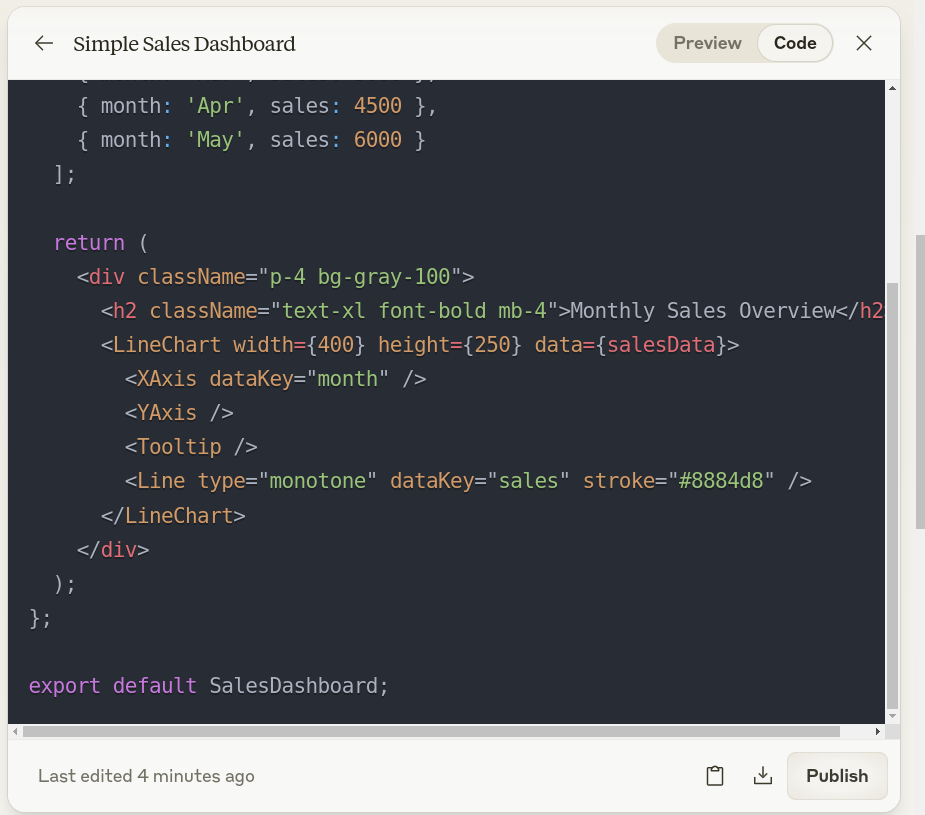 Simple Sales Dashboard
Preview
Code
{ month: 'Apr', sales: 4500 },
{ month: 'May', sales: 6000 }
];
return (
<div className="p-4 bg-gray-100">
<h2 className="text-xl font-bold mb-4">Monthly Sales Overview</h2
<LineChart width={400} height={250} data={salesData}>
<XAxis dataKey="month" />
<YAxis />
<Tooltip />
<Line type="monotone" dataKey="sales" stroke="#8884d8" />
</LineChart>
</div>
);
};
export default SalesDashboard;
Last edited 4 minutes ago
Publish